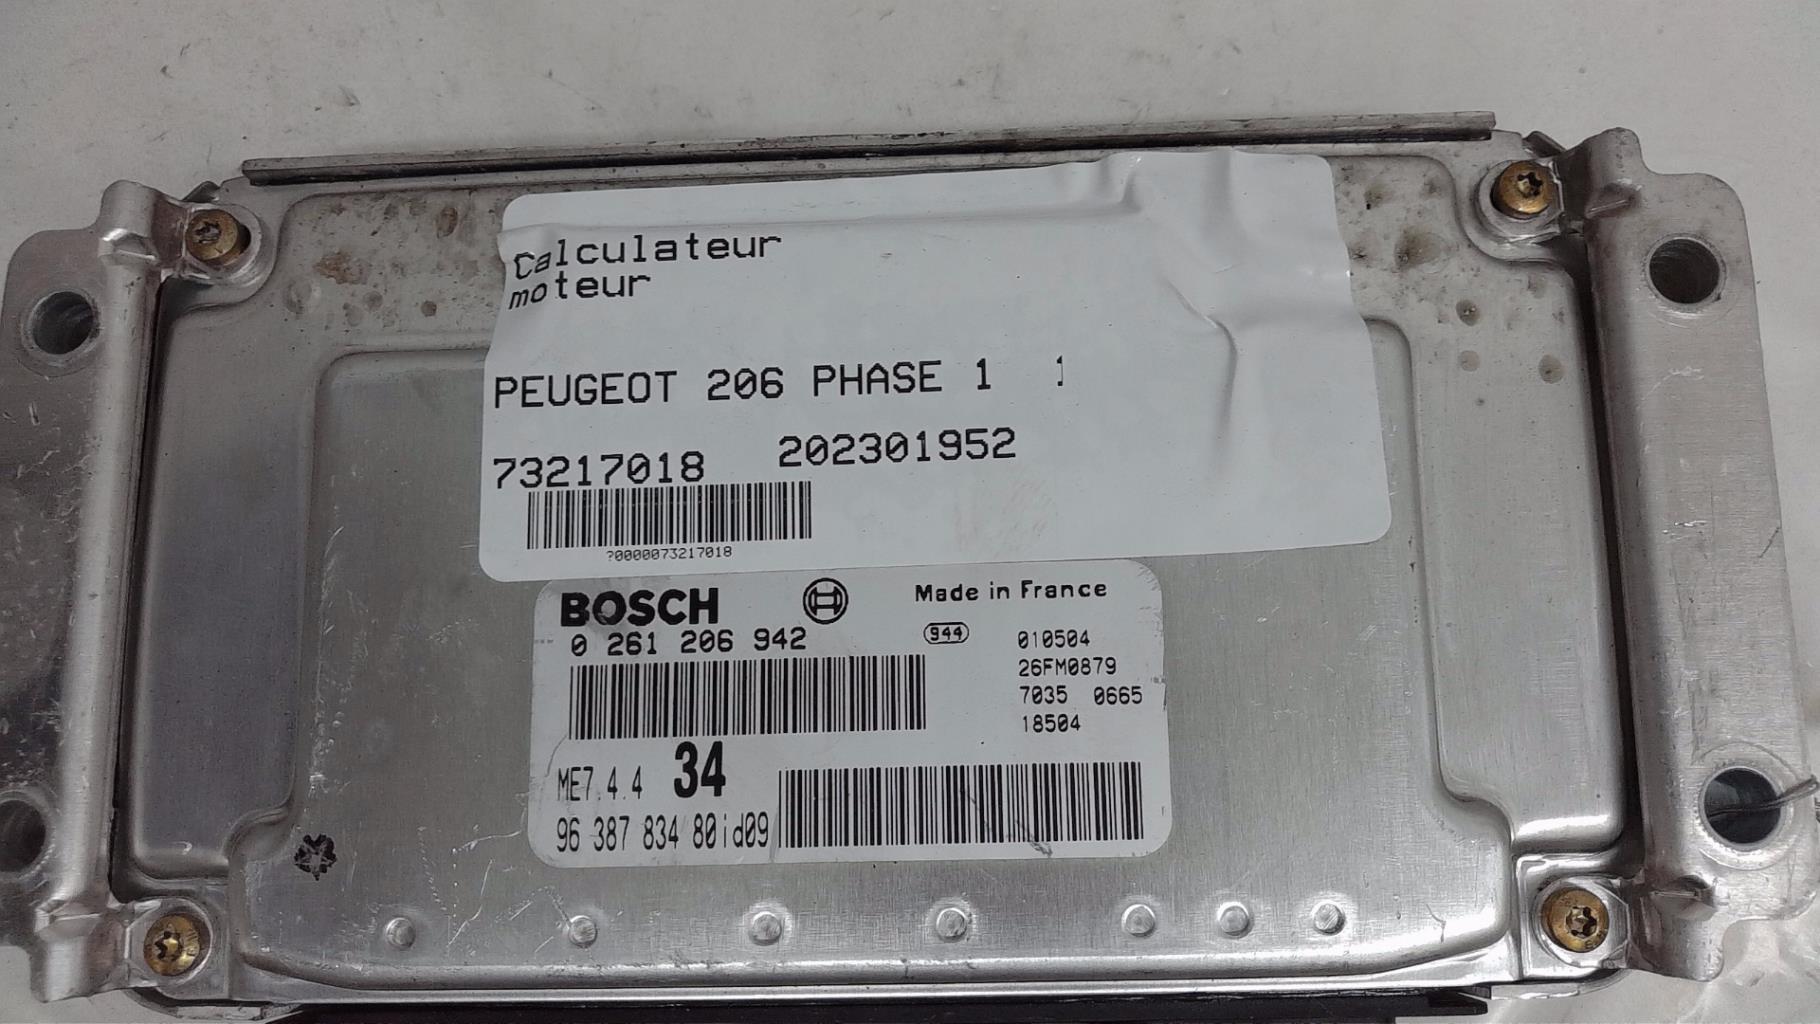 Calculateur
moteur
PEUGEOT 206 PHASE 1 1
73217018 202301952
?0000073217018
BOSCH Made in France
0 261 206 942 944 010504
26FM0879
7035 0665
18504
ME7.4.4 34
96 387 834 80id09